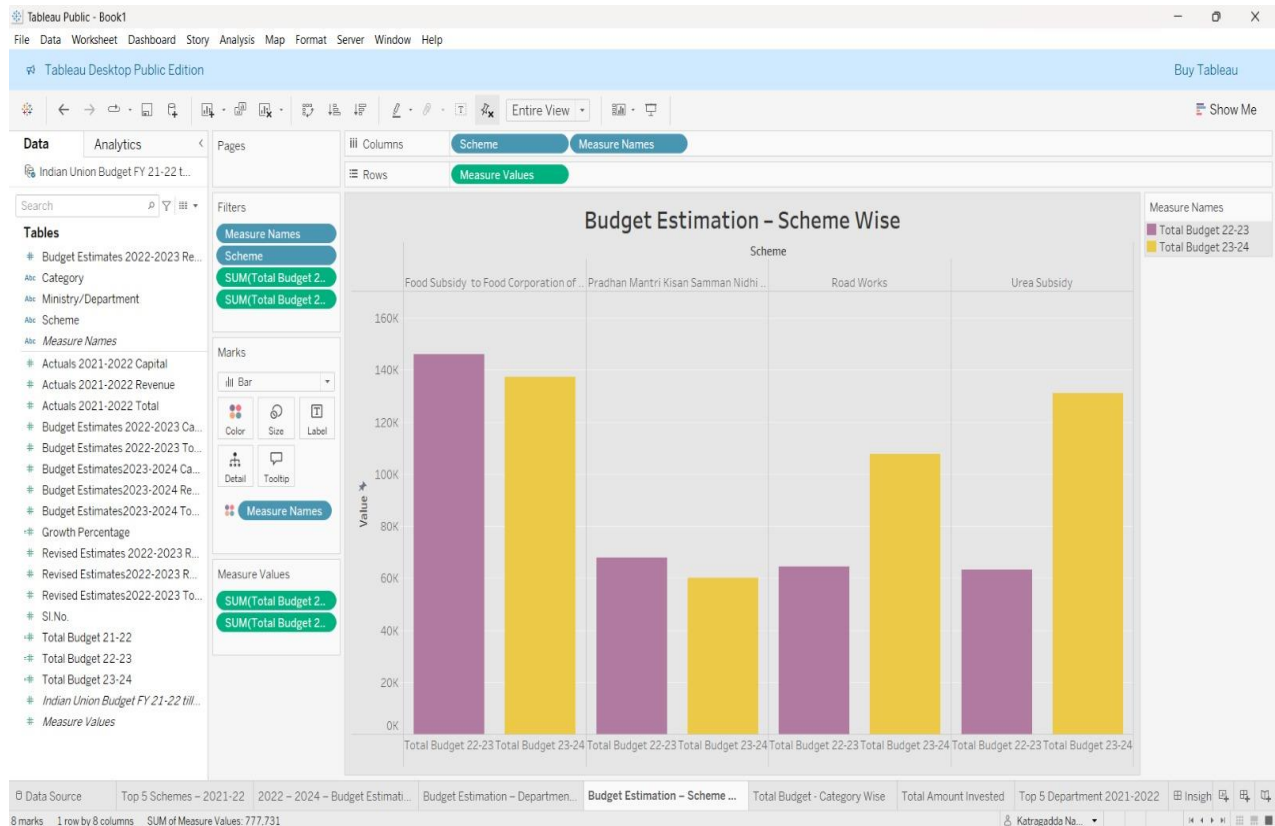 Tableau Public - Book1
File Data Worksheet Dashboard Story Analysis Map Format Server Window Help
Tableau Desktop Public Edition
Buy Tableau
Entire View
Show Me
Data
Analytics
Indian Union Budget FY 21-22 t...
Search
Tables
# Budget Estimates 2022-2023 Re...
Abc Category
Abc Ministry/Department
Abc Scheme
Abc Measure Names
# Actuals 2021-2022 Capital
# Actuals 2021-2022 Revenue
# Actuals 2021-2022 Total
# Budget Estimates 2022-2023 Ca...
# Budget Estimates 2022-2023 To...
# Budget Estimates2023-2024 Ca...
# Budget Estimates2023-2024 Re...
# Budget Estimates2023-2024 To...
=# Growth Percentage
# Revised Estimates 2022-2023 R...
# Revised Estimates2022-2023 R...
# Revised Estimates2022-2023 To...
# Sl.No.
=# Total Budget 21-22
=# Total Budget 22-23
=# Total Budget 23-24
# Indian Union Budget FY 21-22 till...
# Measure Values
Pages
Filters
Measure Names
Scheme
SUM(Total Budget 2..
SUM(Total Budget 2..
Marks
Bar
Color
Size
Label
Detail
Tooltip
Measure Names
Measure Values
SUM(Total Budget 2..
SUM(Total Budget 2..
Columns
Scheme
Measure Names
Rows
Measure Values
Budget Estimation – Scheme Wise
Scheme
Food Subsidy to Food Corporation of ..
Pradhan Mantri Kisan Samman Nidhi ..
Road Works
Urea Subsidy
160K
140K
120K
100K
80K
60K
40K
20K
0K
Value
Total Budget 22-23 Total Budget 23-24 Total Budget 22-23 Total Budget 23-24 Total Budget 22-23 Total Budget 23-24 Total Budget 22-23 Total Budget 23-24
Measure Names
Total Budget 22-23
Total Budget 23-24
Data Source
Top 5 Schemes – 2021-22
2022 – 2024 – Budget Estimati...
Budget Estimation – Departmen...
Budget Estimation – Scheme ...
Total Budget - Category Wise
Total Amount Invested
Top 5 Department 2021-2022
Insigh
8 marks 1 row by 8 columns SUM of Measure Values: 777,731
Katragadda Na...